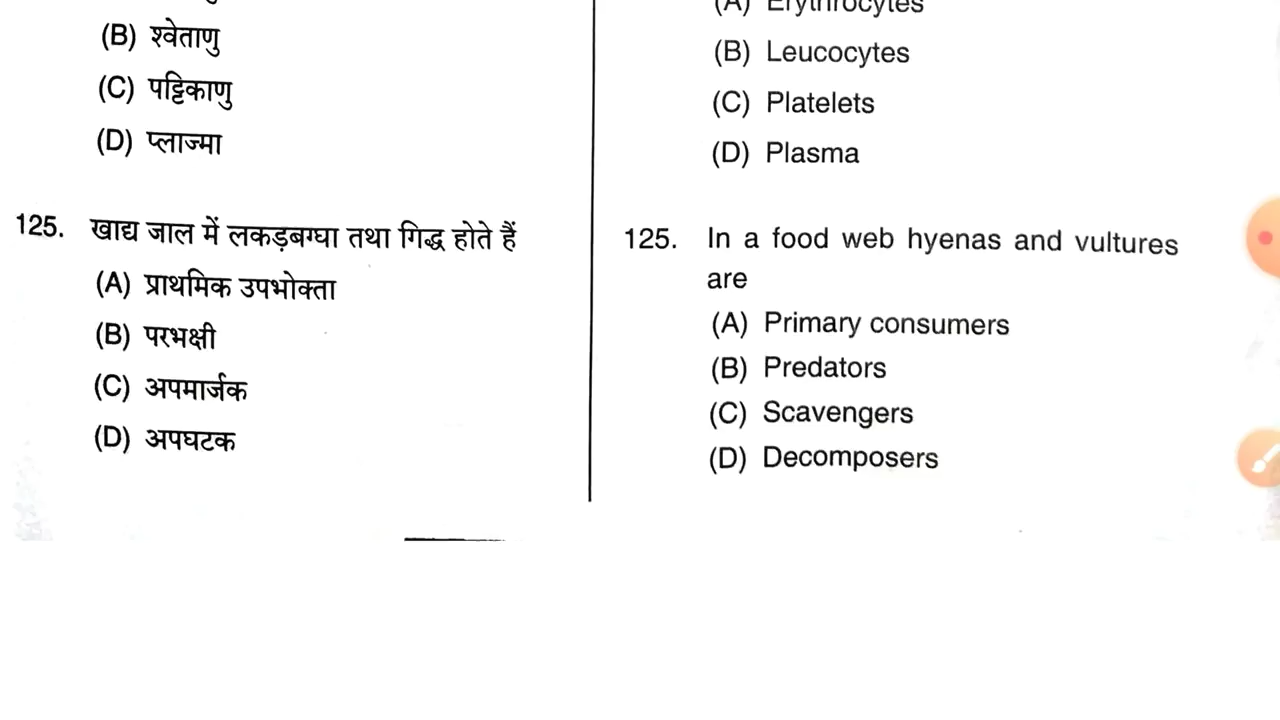 (B) श्वेताणु
(C) पट्टिकाणु
(D) प्लाज्मा
125. खाद्य जाल में लकड़बग्घा तथा गिद्ध होते हैं
(A) प्राथमिक उपभोक्ता
(B) परभक्षी
(C) अपमार्जक
(D) अपघटक
(A) Erythrocytes
(B) Leucocytes
(C) Platelets
(D) Plasma
125. In a food web hyenas and vultures
are
(A) Primary consumers
(B) Predators
(C) Scavengers
(D) Decomposers